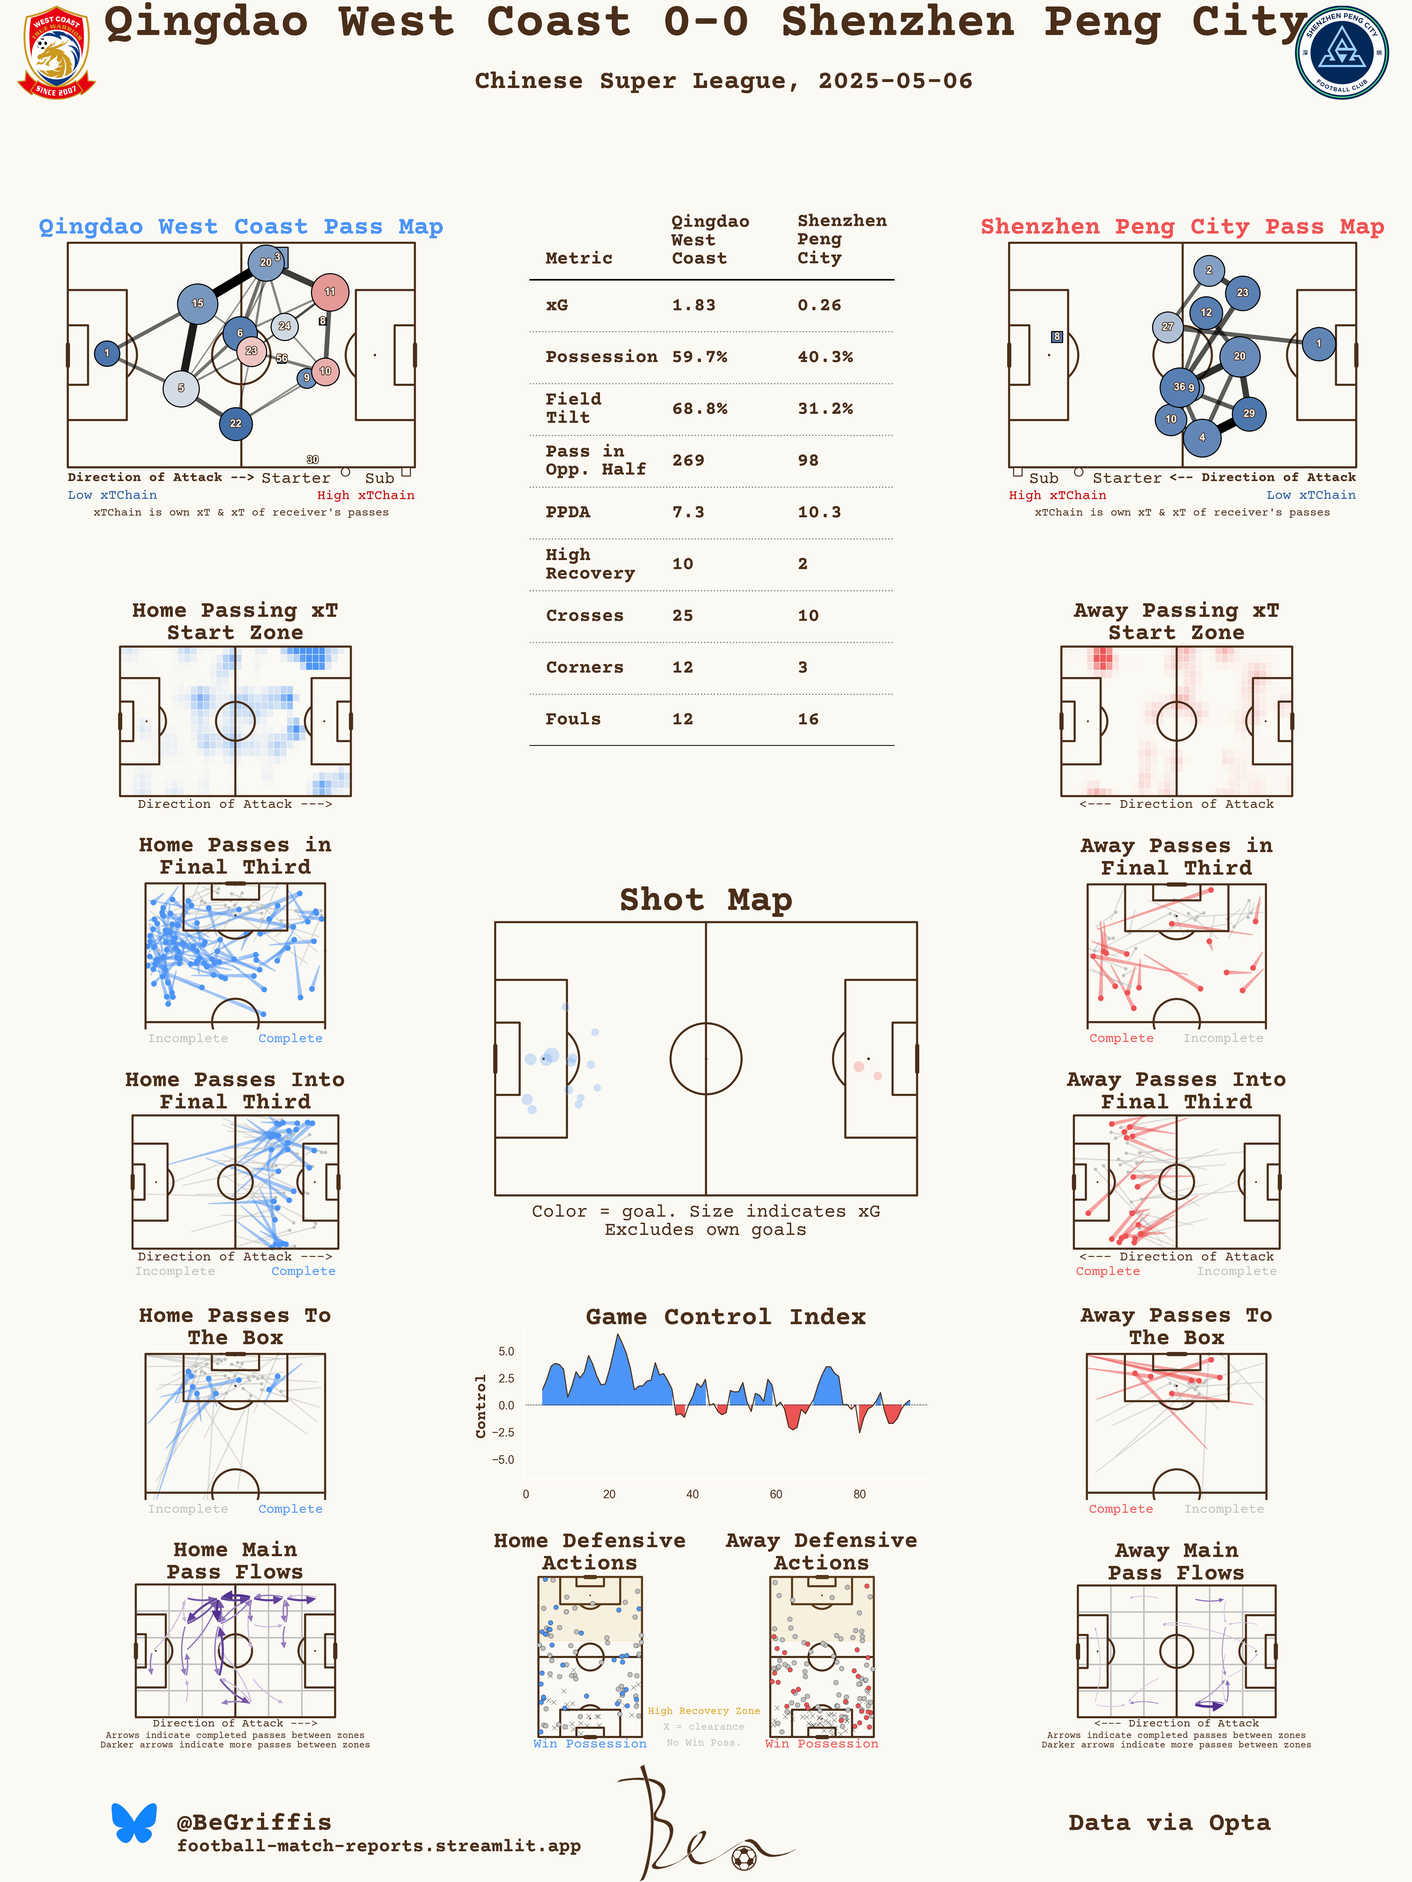 Qingdao West Coast 0-0 Shenzhen Peng City
Chinese Super League, 2025-05-06
WEST COAST
SINCE 2007
SHENZHEN PENG CITY
FOOTBALL CLUB
Qingdao West Coast Pass Map
20 3 11 15 8 24 6 23 56 1 10 9 5 22 30
Direction of Attack --> Starter Sub
Low xTChain High xTChain
xTChain is own xT & xT of receiver's passes
Metric Qingdao West Coast Shenzhen Peng City
xG 1.83 0.26
Possession 59.7% 40.3%
Field Tilt 68.8% 31.2%
Pass in Opp. Half 269 98
PPDA 7.3 10.3
High Recovery 10 2
Crosses 25 10
Corners 12 3
Fouls 12 16
Shenzhen Peng City Pass Map
2 23 12 27 8 1 20 36 9 10 29 4
Sub Starter <-- Direction of Attack
High xTChain Low xTChain
xTChain is own xT & xT of receiver's passes
Home Passing xT
Start Zone
Direction of Attack --->
Away Passing xT
Start Zone
<--- Direction of Attack
Home Passes in
Final Third
Incomplete Complete
Away Passes in
Final Third
Complete Incomplete
Shot Map
Color = goal. Size indicates xG
Excludes own goals
Home Passes Into
Final Third
Direction of Attack --->
Incomplete Complete
Away Passes Into
Final Third
<--- Direction of Attack
Complete Incomplete
Home Passes To
The Box
Incomplete Complete
Game Control Index
Control
5.0
2.5
0.0
−2.5
−5.0
0 20 40 60 80
Away Passes To
The Box
Complete Incomplete
Home Main
Pass Flows
Direction of Attack --->
Arrows indicate completed passes between zones
Darker arrows indicate more passes between zones
Home Defensive
Actions
Win Possession
High Recovery Zone
X = clearance
No Win Poss.
Away Defensive
Actions
Win Possession
Away Main
Pass Flows
<--- Direction of Attack
Arrows indicate completed passes between zones
Darker arrows indicate more passes between zones
@BeGriffis
football-match-reports.streamlit.app
Ben
Data via Opta